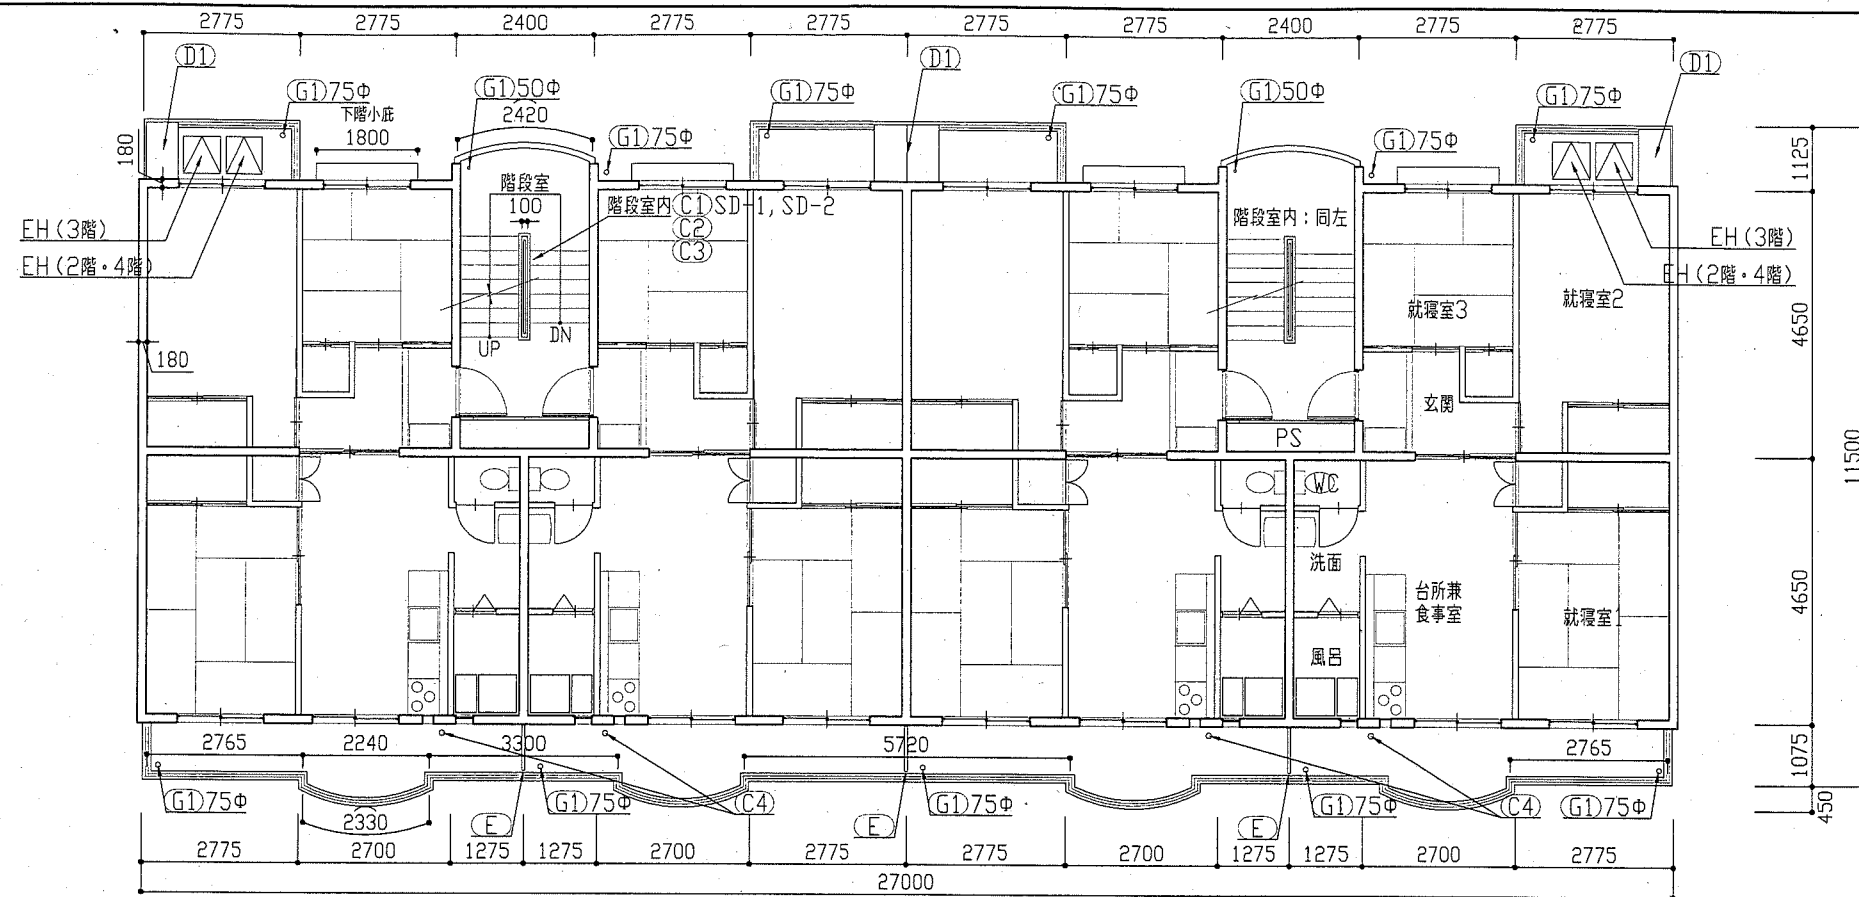 2775 2775 2400 2775 2775 2775 2775 2400 2775 2775
D1 D1 D1
G1 75Φ G1 50Φ G1 75Φ G1 75Φ G1 50Φ G1 75Φ
下階小庇
1800 2420
G1 75Φ G1 75Φ
180 1125
階段室
100
階段室内 C1 SD-1, SD-2
C2
C3
階段室内：同左
EH(3階) EH(3階)
EH(2階・4階) EH(2階・4階)
就寝室3 就寝室2
4650
UP DN
180
玄関
PS
11500
WC
洗面
台所兼
食事室
就寝室1
4650
風呂
2765 2240 3300 5720 2765
1075
G1 75Φ G1 75Φ C4 G1 75Φ G1 75Φ C4 G1 75Φ
450
2330 E E E
2775 2700 1275 1275 2700 2775 2775 2700 1275 1275 2700 2775
27000